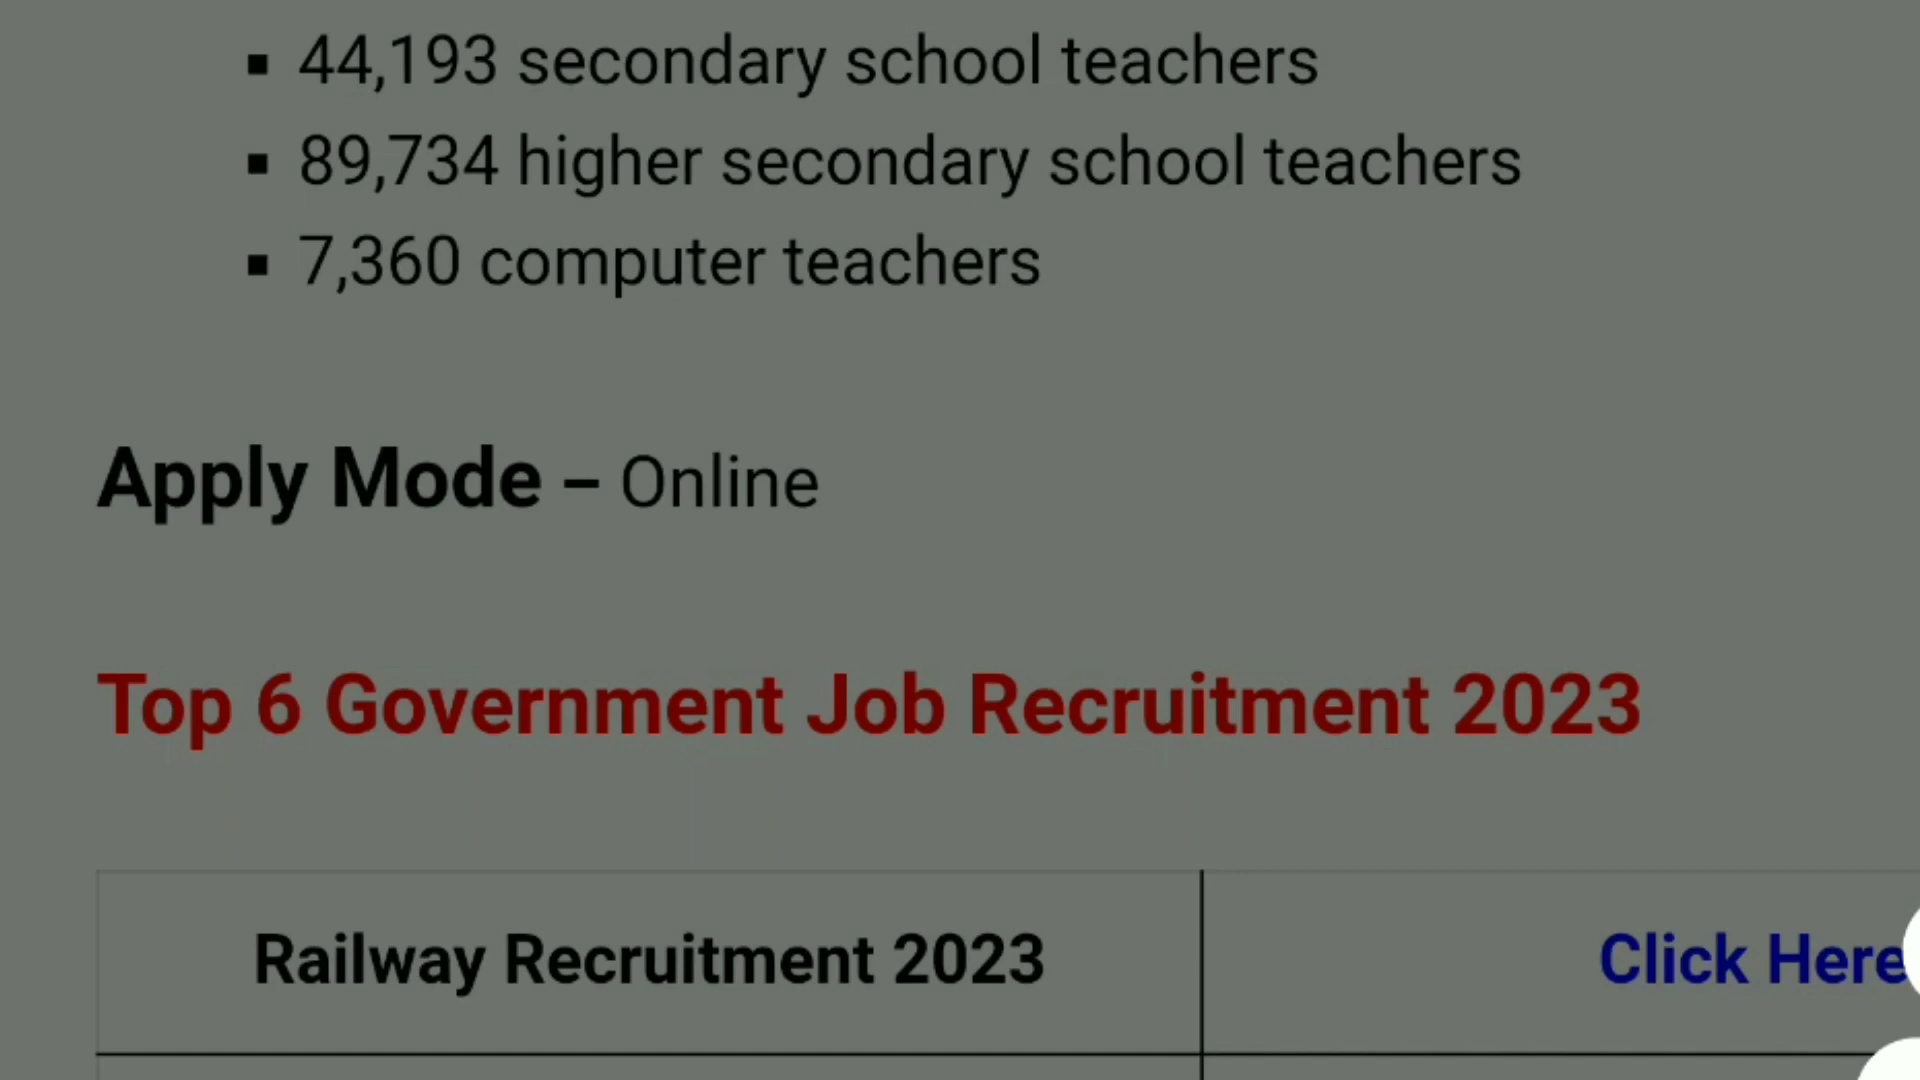 ▪ 44,193 secondary school teachers
▪ 89,734 higher secondary school teachers
▪ 7,360 computer teachers
Apply Mode – Online
Top 6 Government Job Recruitment 2023
Railway Recruitment 2023
Click Here